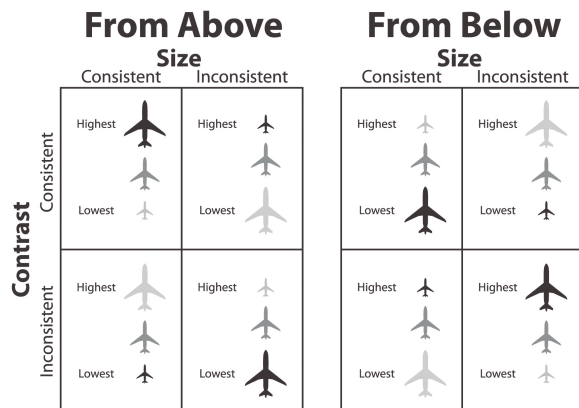 From Above From Below
Size Size
Consistent Inconsistent Consistent Inconsistent
Contrast
Consistent
Highest Highest Highest Highest
Lowest Lowest Lowest Lowest
Inconsistent
Highest Highest Highest Highest
Lowest Lowest Lowest Lowest